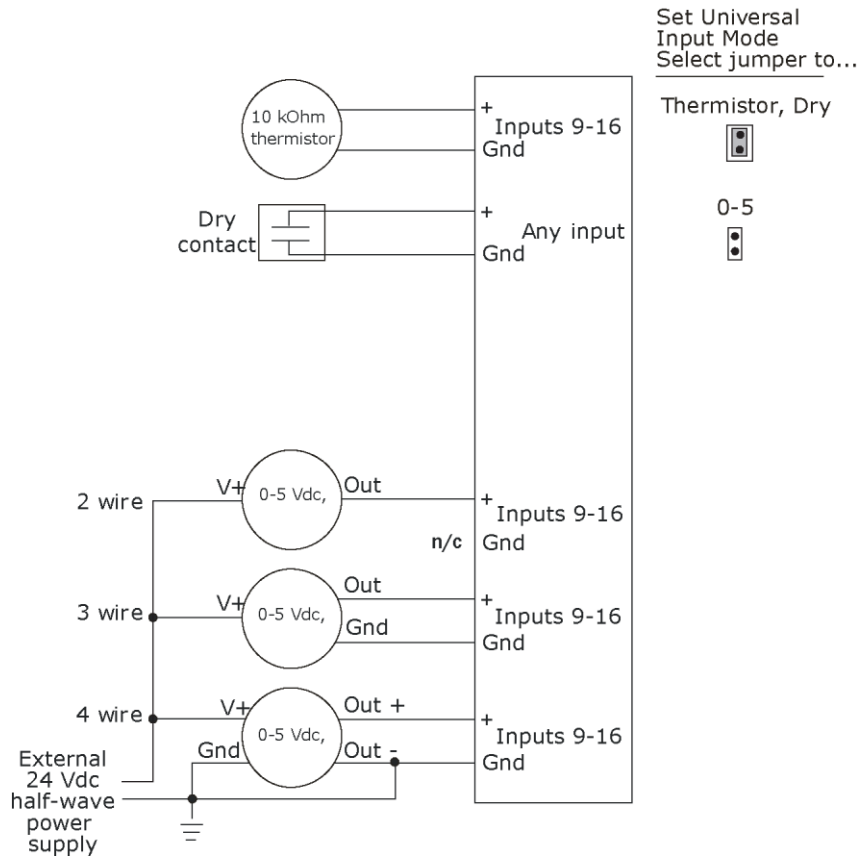 Set Universal
Input Mode
Select jumper to...
Thermistor, Dry
0-5
10 kOhm
thermistor
+
Inputs 9-16
Gnd
Dry
contact
+
Any input
Gnd
2 wire
V+
0-5 Vdc,
Out
+
Inputs 9-16
n/c
Gnd
3 wire
V+
0-5 Vdc,
Out
Gnd
+
Inputs 9-16
Gnd
4 wire
V+
Gnd
0-5 Vdc,
Out +
Out -
+
Inputs 9-16
Gnd
External
24 Vdc
half-wave
power
supply